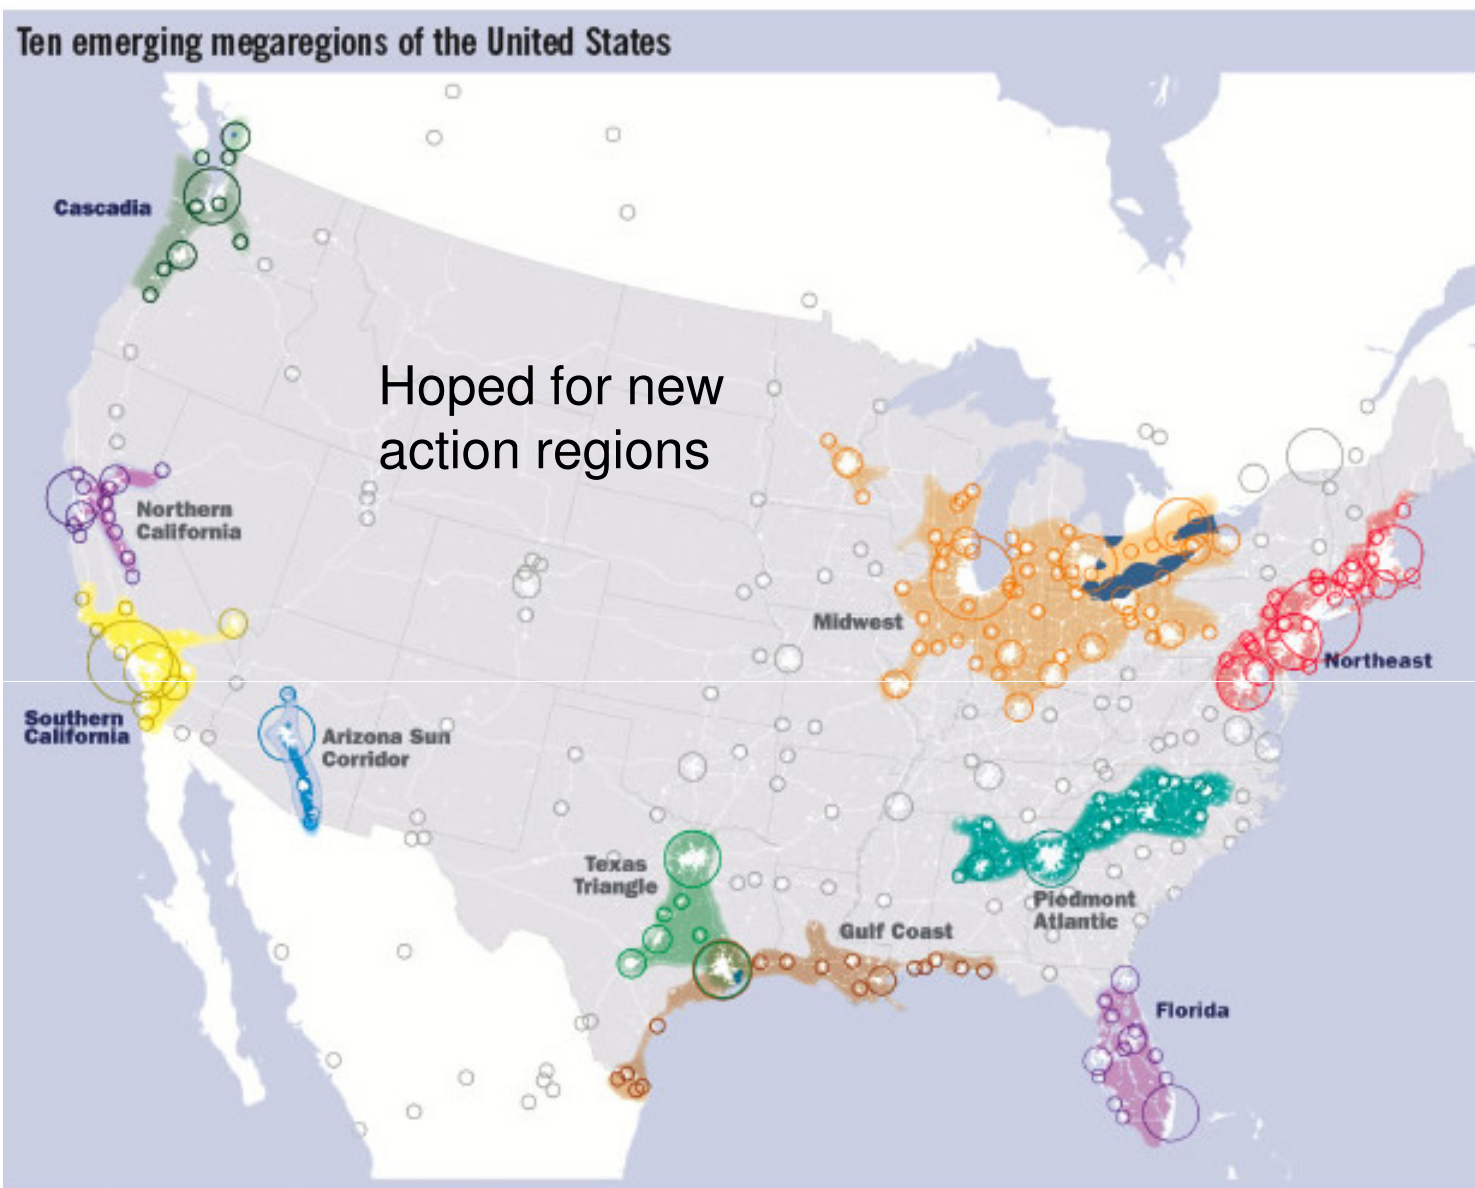 Ten emerging megaregions of the United States
Cascadia
Hoped for new
action regions
Northern
California
Midwest
Northeast
Southern
California
Arizona Sun
Corridor
Texas
Triangle
Piedmont
Atlantic
Gulf Coast
Florida